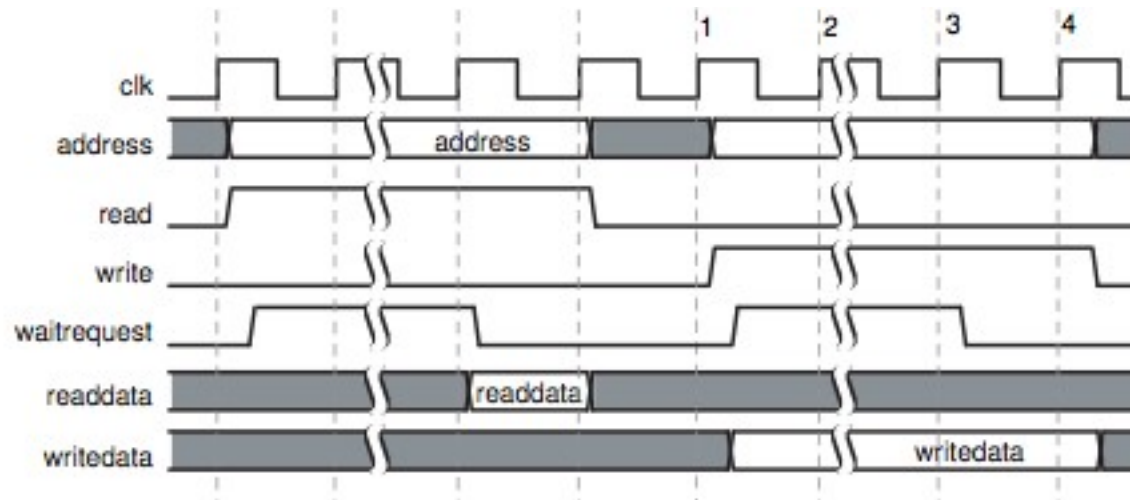 1 2 3 4
clk
address address
read
write
waitrequest
readdata readdata
writedata writedata